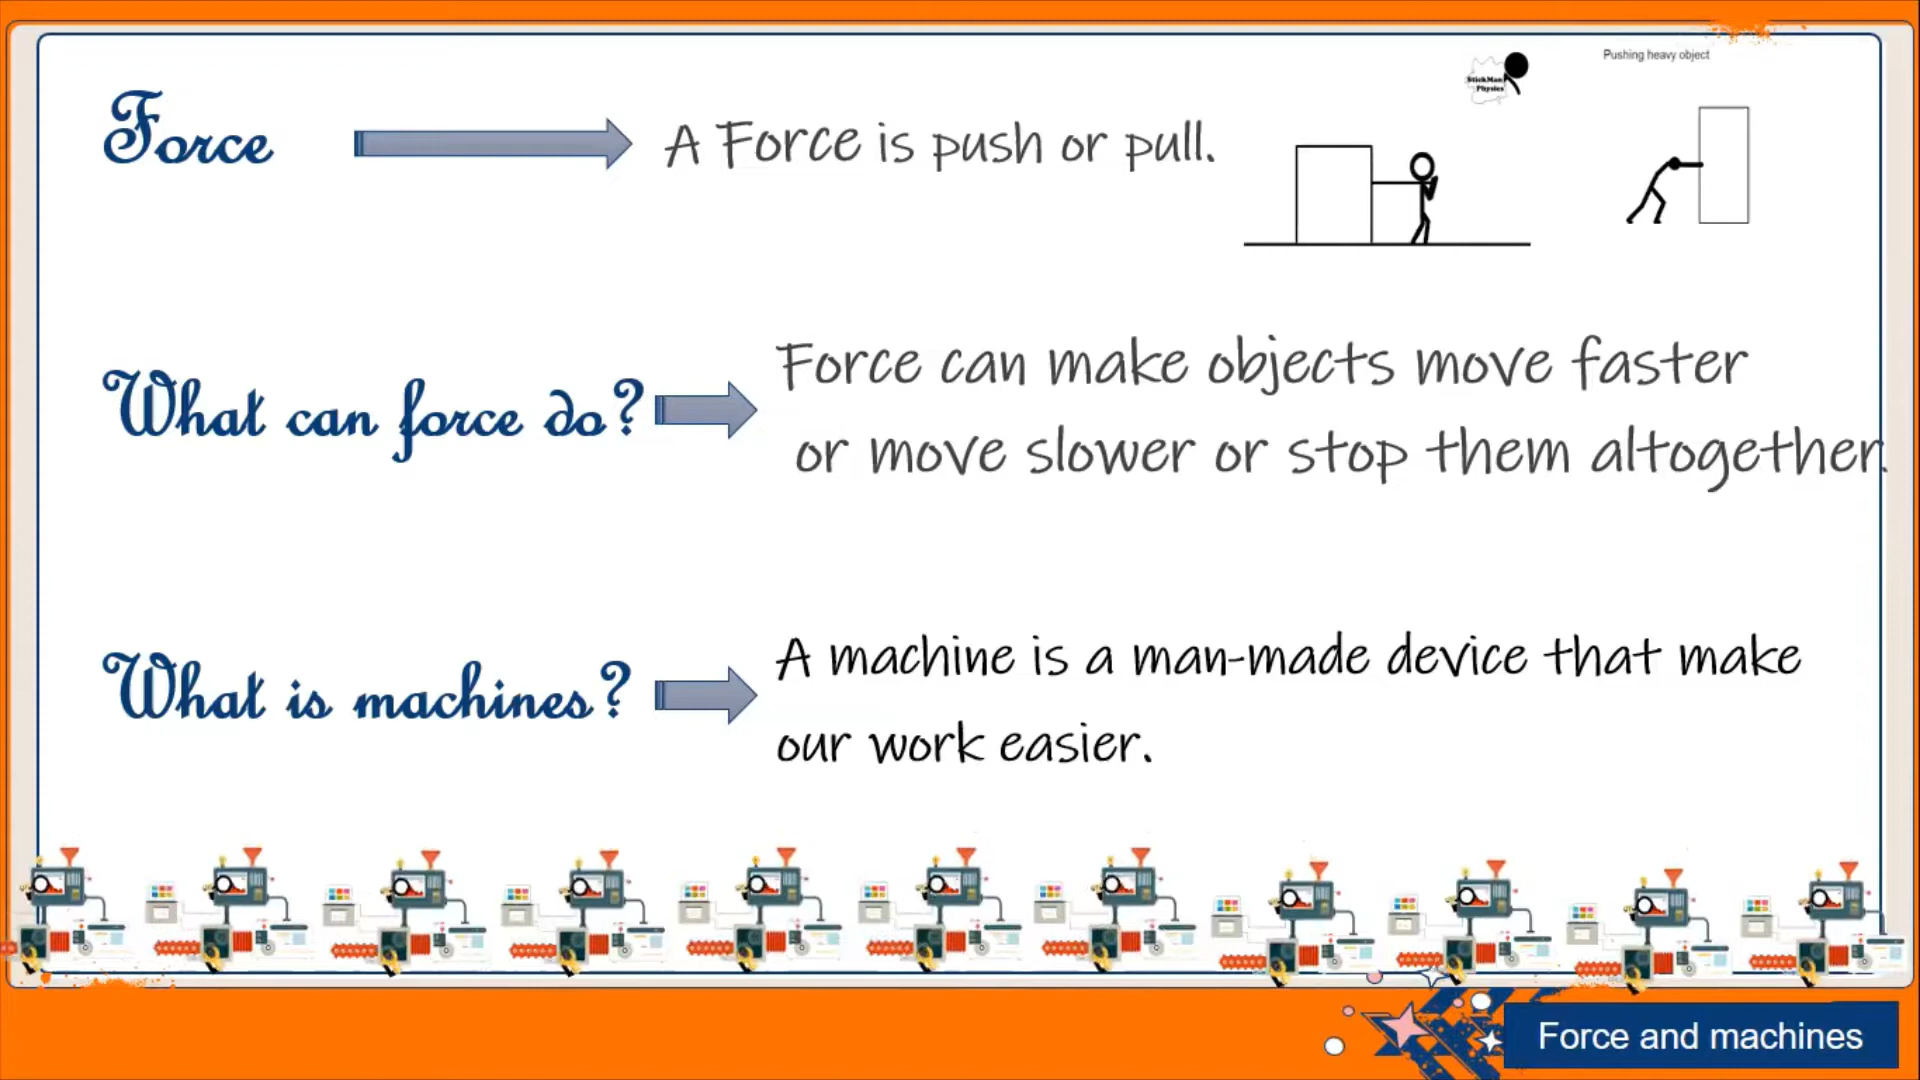 Force
A Force is push or pull.
StickMan
Physics
Pushing heavy object
What can force do?
Force can make objects move faster
or move slower or stop them altogether.
What is machines?
A machine is a man-made device that make
our work easier.
Force and machines